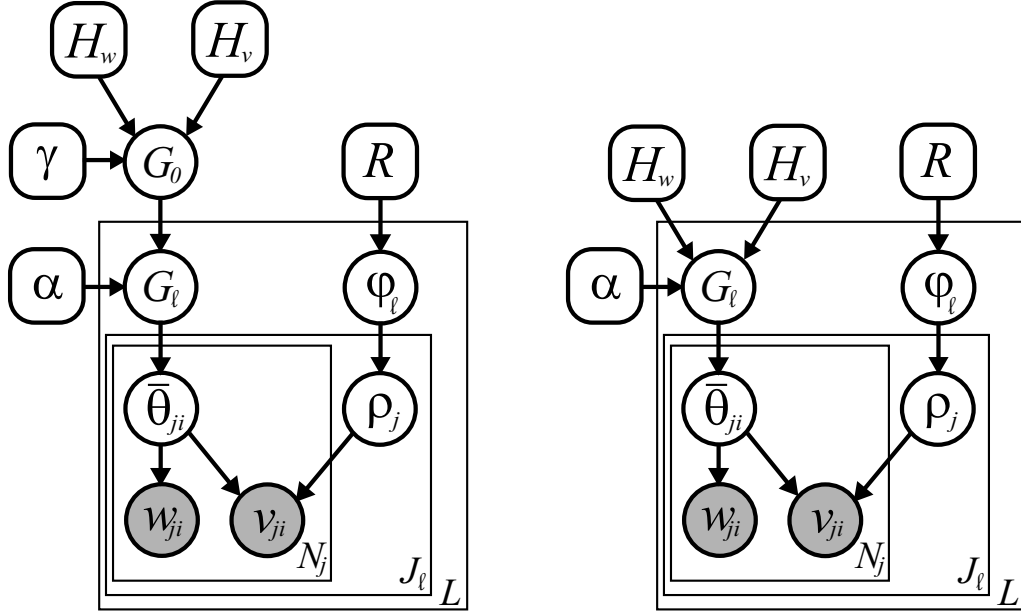 H_w H_v
γ G_0 R
α G_ℓ φ_ℓ
θ̅_ji ρ_j
w_ji v_ji
N_j
J_ℓ
L
H_w H_v R
α G_ℓ φ_ℓ
θ̅_ji ρ_j
w_ji v_ji
N_j
J_ℓ
L